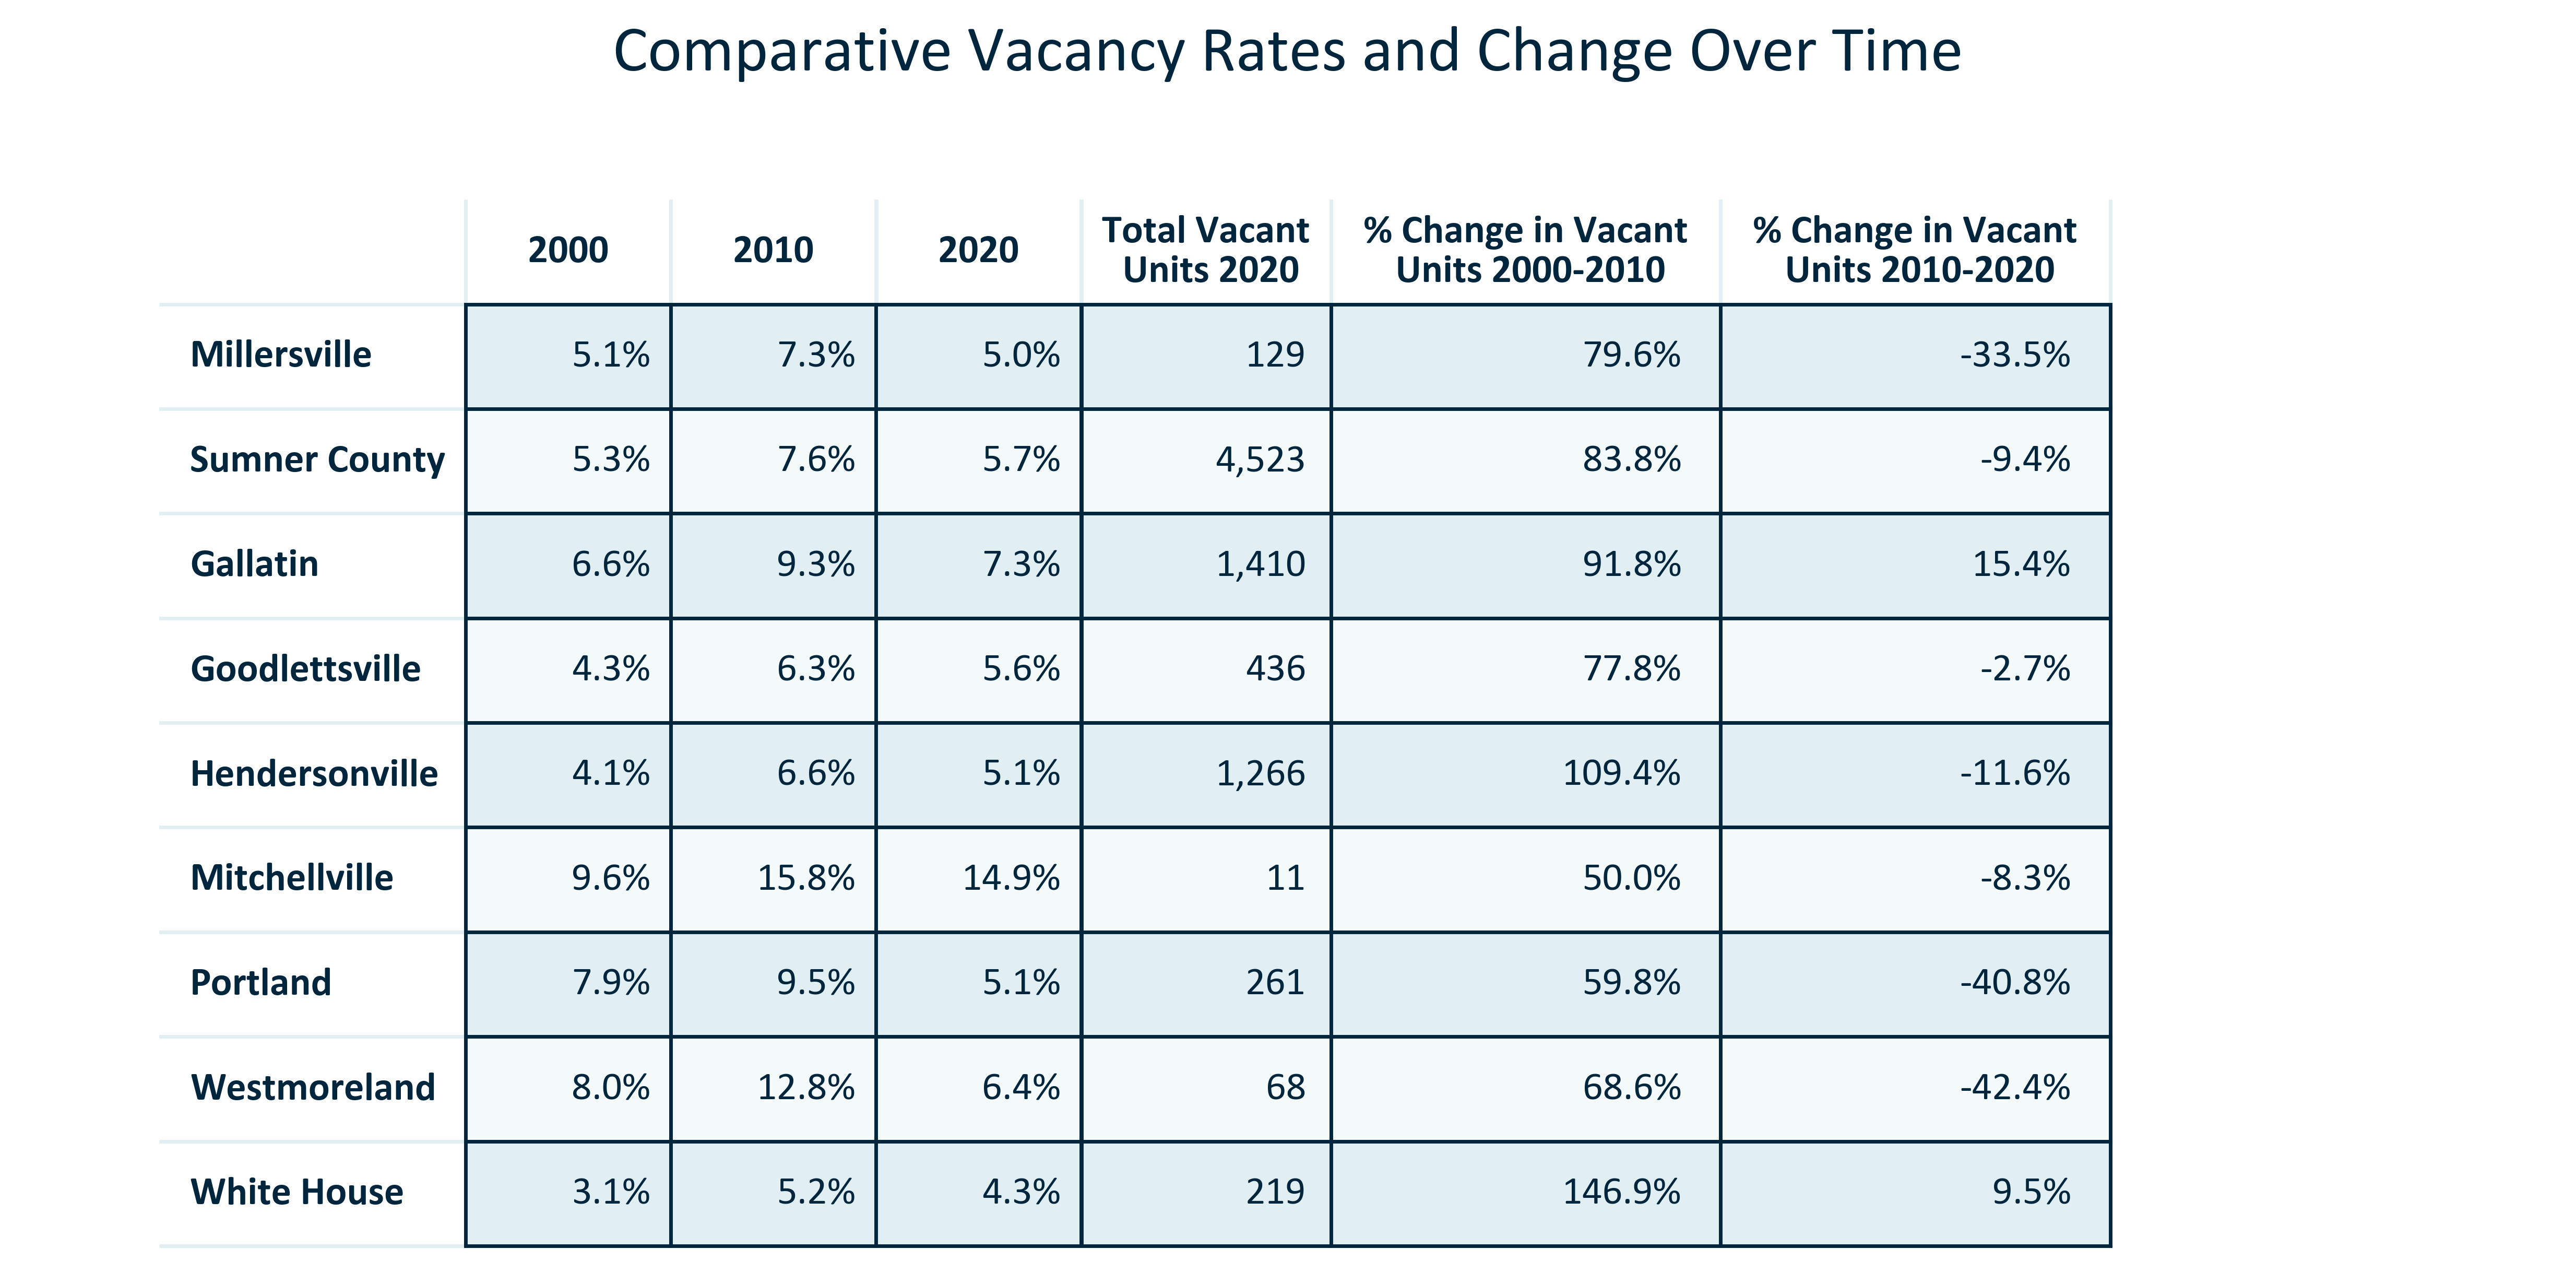 Comparative Vacancy Rates and Change Over Time
2000 2010 2020 Total Vacant Units 2020 % Change in Vacant Units 2000-2010 % Change in Vacant Units 2010-2020
Millersville 5.1% 7.3% 5.0% 129 79.6% -33.5%
Sumner County 5.3% 7.6% 5.7% 4,523 83.8% -9.4%
Gallatin 6.6% 9.3% 7.3% 1,410 91.8% 15.4%
Goodlettsville 4.3% 6.3% 5.6% 436 77.8% -2.7%
Hendersonville 4.1% 6.6% 5.1% 1,266 109.4% -11.6%
Mitchellville 9.6% 15.8% 14.9% 11 50.0% -8.3%
Portland 7.9% 9.5% 5.1% 261 59.8% -40.8%
Westmoreland 8.0% 12.8% 6.4% 68 68.6% -42.4%
White House 3.1% 5.2% 4.3% 219 146.9% 9.5%